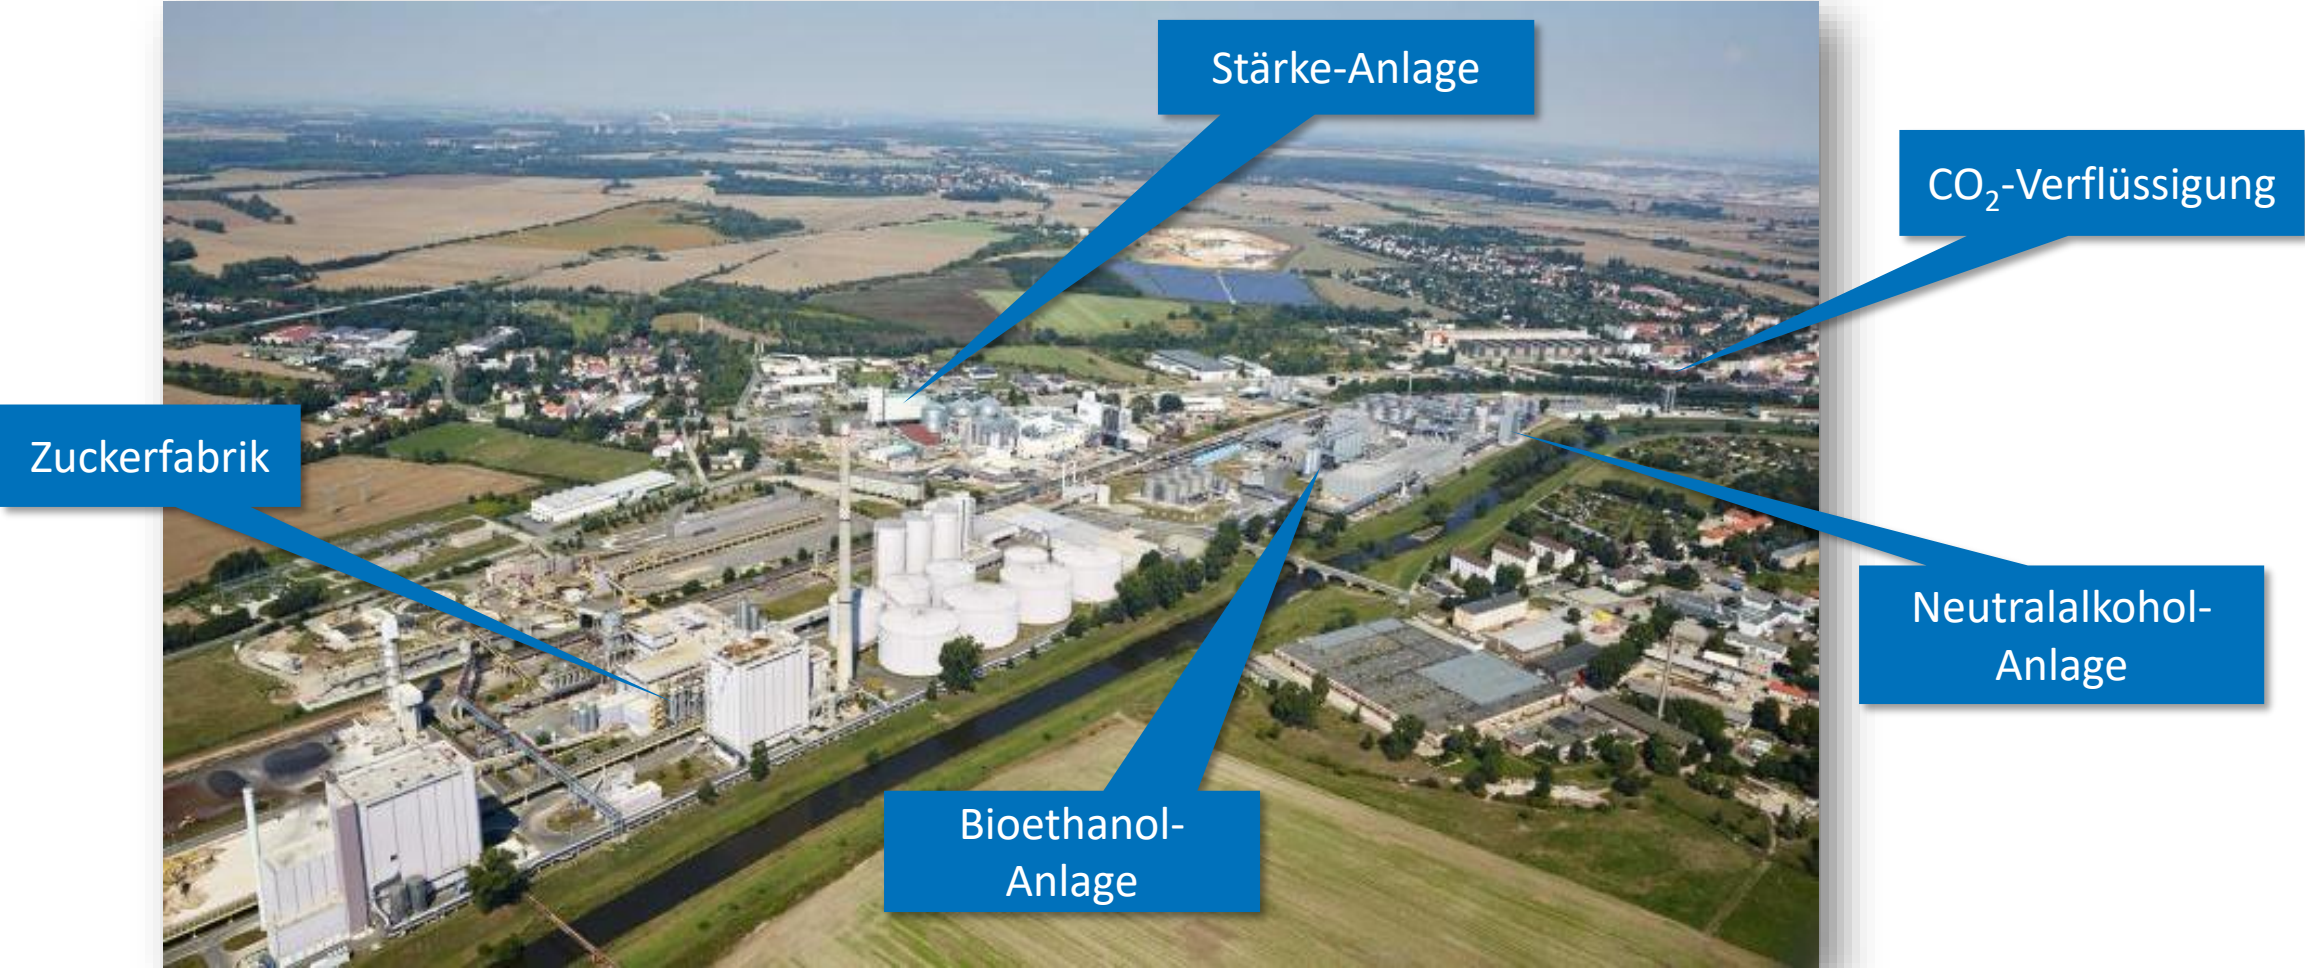 Stärke-Anlage
CO₂-Verflüssigung
Zuckerfabrik
Neutralalkohol-
Anlage
Bioethanol-
Anlage